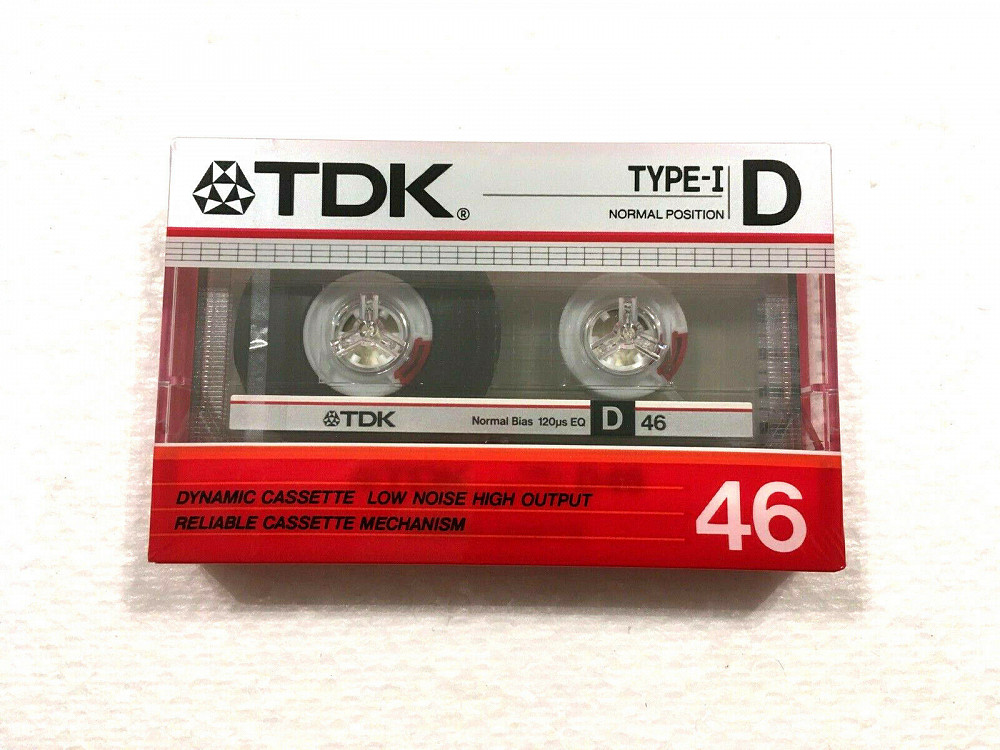 TDK®
TYPE-I
NORMAL POSITION
D
TDK
Normal Bias 120µs EQ
D
46
DYNAMIC CASSETTE LOW NOISE HIGH OUTPUT
RELIABLE CASSETTE MECHANISM
46